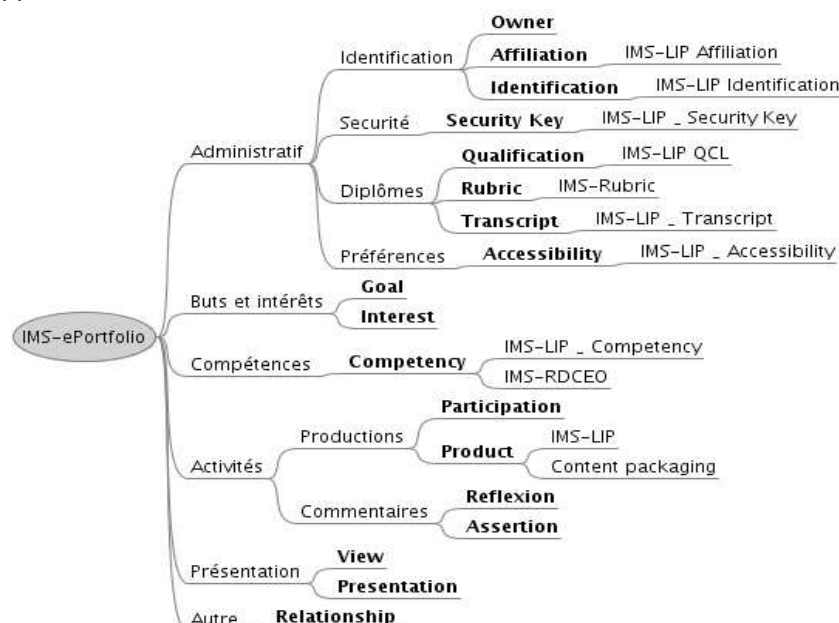 IMS-ePortfolio
Administratif
Identification
Owner
Affiliation IMS-LIP Affiliation
Identification IMS-LIP Identification
Securité Security Key IMS-LIP _ Security Key
Diplômes
Qualification IMS-LIP QCL
Rubric IMS-Rubric
Transcript IMS-LIP _ Transcript
Préférences Accessibility IMS-LIP _ Accessibility
Buts et intérêts
Goal
Interest
Compétences Competency
IMS-LIP _ Competency
IMS-RDCEO
Activités
Productions
Participation
Product
IMS-LIP
Content packaging
Commentaires
Reflexion
Assertion
Présentation
View
Presentation
Autre Relationship